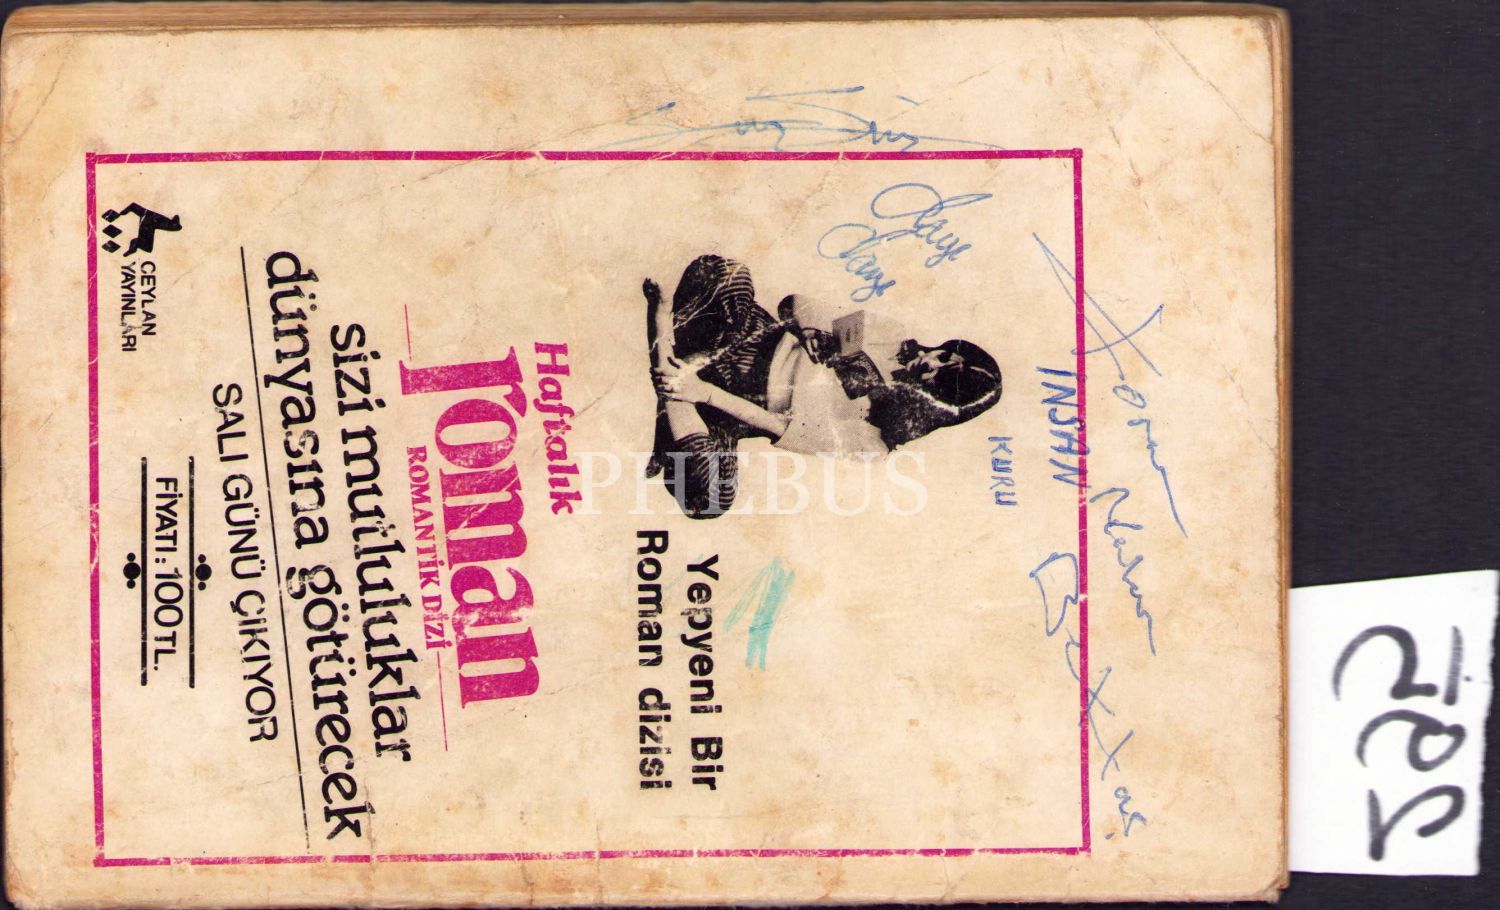 INSAN
KURU
Yepyeni Bir
Roman dizisi
Haftalık
roman
ROMANTİK DİZİ
sizi mutluluklar
dünyasına götürecek
SALI GÜNÜ ÇIKIYOR
FİYATI: 100 TL.
CEYLAN
YAYINLARI
PHEBUS